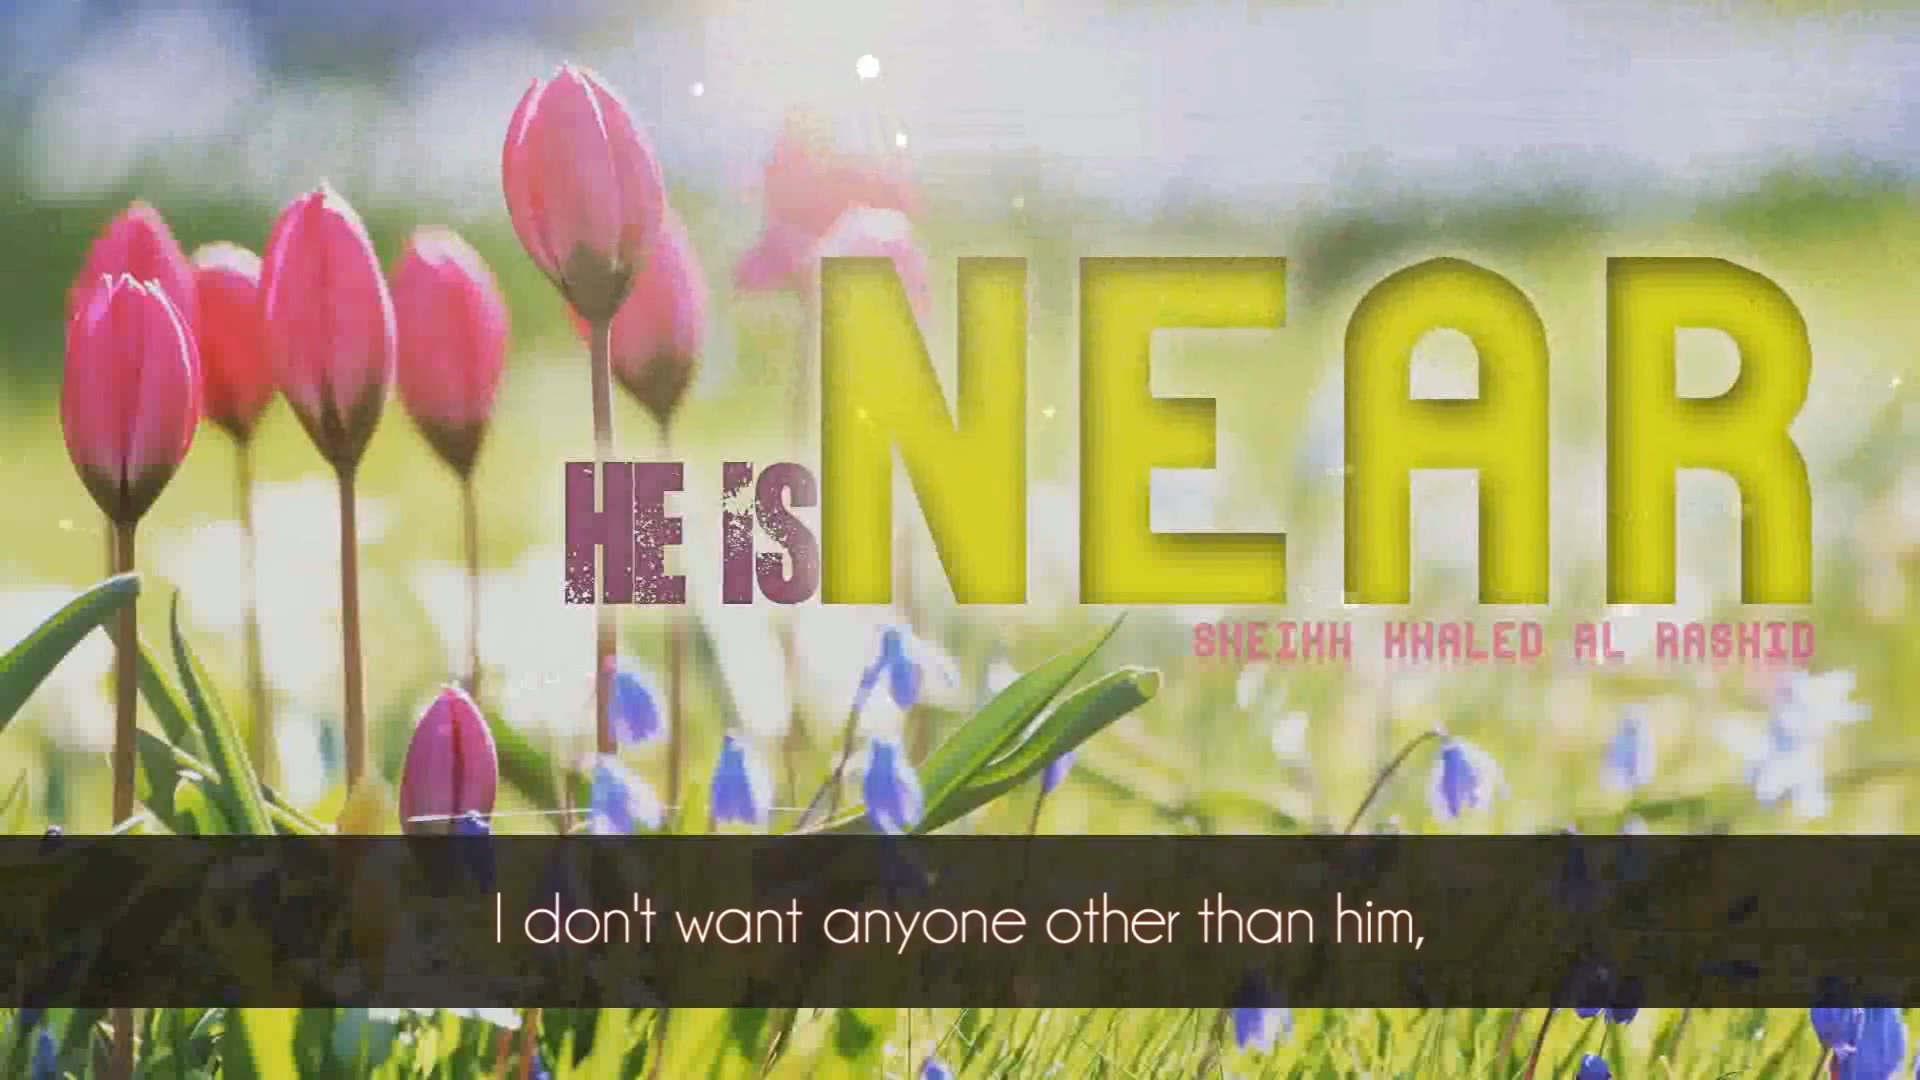 HE IS NEAR
SHEIKH KHALED AL RASHID
I don't want anyone other than him,